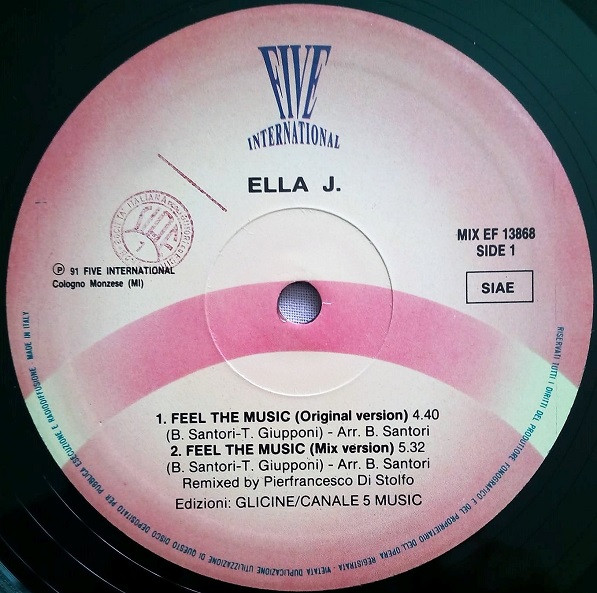 FIVE
INTERNATIONAL
ELLA J.
MIX EF 13868
SIDE 1
SIAE
Ⓟ 91 FIVE INTERNATIONAL
Cologno Monzese (MI)
1. FEEL THE MUSIC (Original version) 4.40
(B. Santori-T. Giupponi) - Arr. B. Santori
2. FEEL THE MUSIC (Mix version) 5.32
(B. Santori-T. Giupponi) - Arr. B. Santori
Remixed by Pierfrancesco Di Stolfo
Edizioni: GLICINE/CANALE 5 MUSIC
RISERVATI TUTTI I DIRITTI DEL PRODUTTORE FONOGRAFICO E DEL PROPRIETARIO DELL'OPERA REGISTRATA - VIETATA DUPLICAZIONE UTILIZZAZIONE DI QUESTO DISCO DEPOSITATO PER PUBBLICA ESECUZIONE E RADIODIFFUSIONE MADE IN ITALY